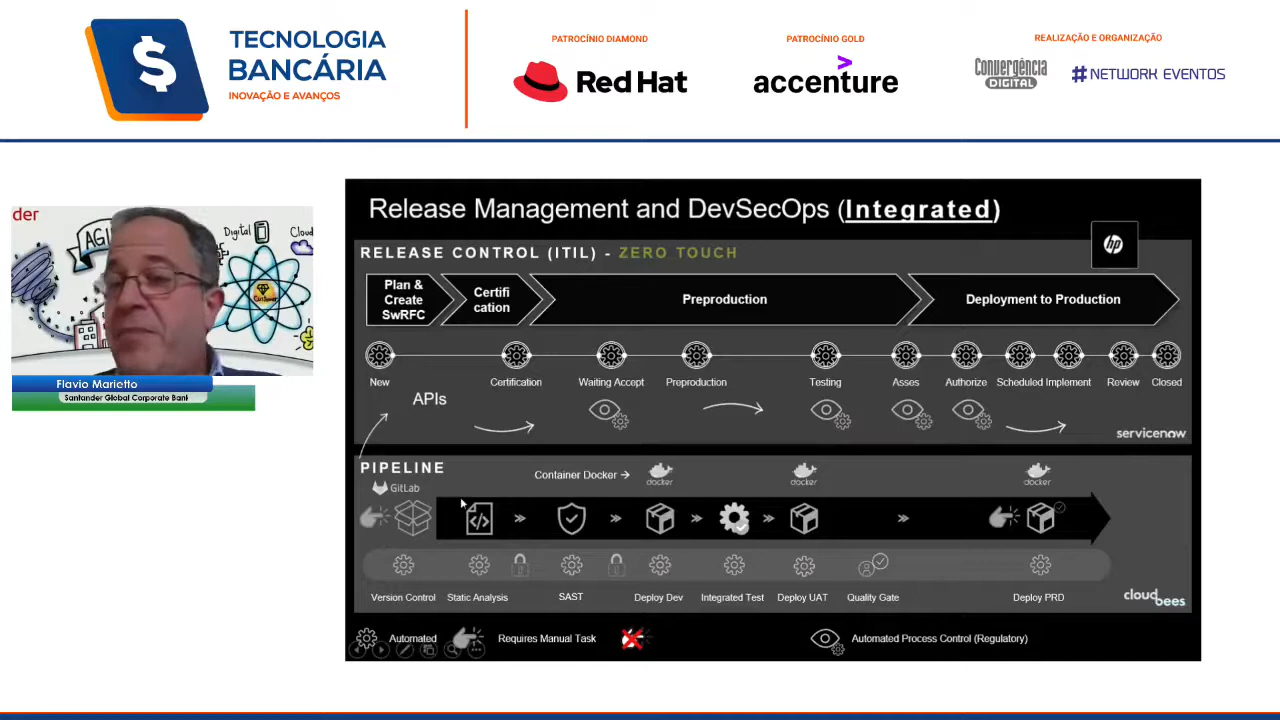 TECNOLOGIA
BANCÁRIA
INOVAÇÃO E AVANÇOS
PATROCÍNIO DIAMOND
Red Hat
PATROCÍNIO GOLD
accenture
REALIZAÇÃO E ORGANIZAÇÃO
Convergência
DIGITAL
#NETWORK EVENTOS
der
Digital
Flavio Marietto
Santander Global Corporate Bank
Release Management and DevSecOps (Integrated)
hp
RELEASE CONTROL (ITIL) - ZERO TOUCH
Plan &
Create
SwRFC
Certifi
cation
Preproduction
Deployment to Production
New
Certification
Waiting Accept
Preproduction
Testing
Asses
Authorize
Scheduled
Implement
Review
Closed
APIs
servicenow
PIPELINE
GitLab
Container Docker →
docker
docker
docker
Version Control
Static Analysis
SAST
Deploy Dev
Integrated Test
Deploy UAT
Quality Gate
Deploy PRD
cloudbees
Automated
Requires Manual Task
Automated Process Control (Regulatory)